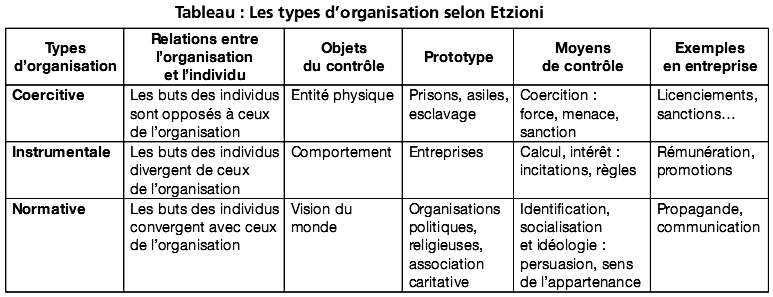 Tableau : Les types d'organisation selon Etzioni
Types d'organisation
Relations entre l'organisation et l'individu
Objets du contrôle
Prototype
Moyens de contrôle
Exemples en entreprise
Coercitive
Les buts des individus
sont opposés à ceux
de l'organisation
Entité physique
Prisons, asiles,
esclavage
Coercition :
force, menace,
sanction
Licenciements,
sanctions…
Instrumentale
Les buts des individus
divergent de ceux
de l'organisation
Comportement
Entreprises
Calcul, intérêt :
incitations, règles
Rémunération,
promotions
Normative
Les buts des individus
convergent avec ceux
de l'organisation
Vision du
monde
Organisations
politiques,
religieuses,
association
caritative
Identification,
socialisation
et idéologie :
persuasion, sens
de l'appartenance
Propagande,
communication